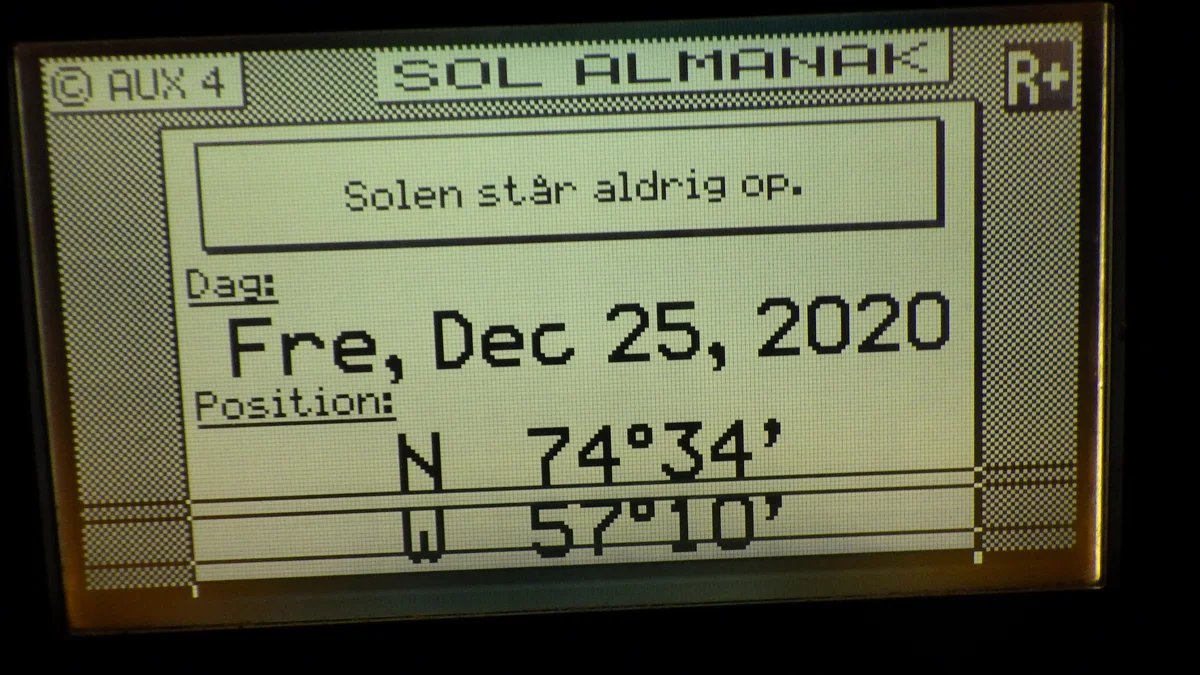 © AUX 4 SOL ALMANAK R+
Solen står aldrig op.
Dag:
Fre, Dec 25, 2020
Position:
N 74°34'
W 57°10'